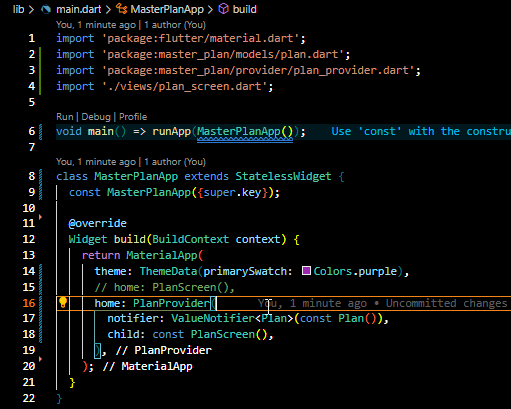 lib > main.dart > MasterPlanApp > build
You, 1 minute ago | 1 author (You)
1 import 'package:flutter/material.dart';
2 import 'package:master_plan/models/plan.dart';
3 import 'package:master_plan/provider/plan_provider.dart';
4 import './views/plan_screen.dart';
5
Run | Debug | Profile
6 void main() => runApp(MasterPlanApp()); Use 'const' with the constru
7
You, 1 minute ago | 1 author (You)
8 class MasterPlanApp extends StatelessWidget {
9 const MasterPlanApp({super.key});
10
11 @override
12 Widget build(BuildContext context) {
13 return MaterialApp(
14 theme: ThemeData(primarySwatch: Colors.purple),
15 // home: PlanScreen(),
16 home: PlanProvider( You, 1 minute ago • Uncommitted changes
17 notifier: ValueNotifier<Plan>(const Plan()),
18 child: const PlanScreen(),
19 ), // PlanProvider
20 ); // MaterialApp
21 }
22 }